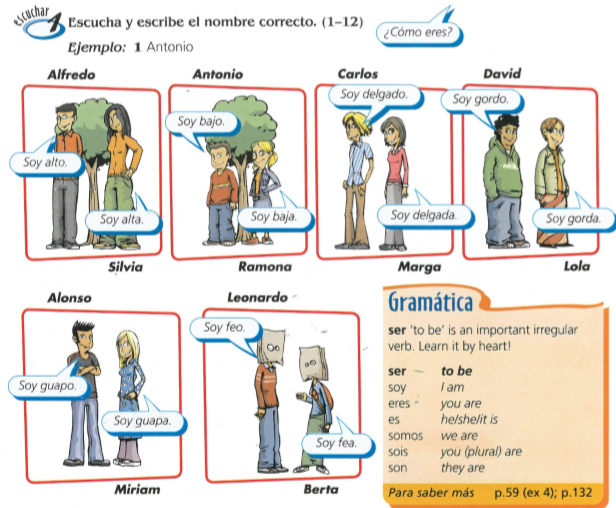 Escuchar
1 Escucha y escribe el nombre correcto. (1–12)
¿Cómo eres?
Ejemplo: 1 Antonio
Alfredo
Soy alto.
Soy alta.
Silvia
Antonio
Soy bajo.
Soy baja.
Ramona
Carlos
Soy delgado.
Soy delgada.
Marga
David
Soy gordo.
Soy gorda.
Lola
Alonso
Soy guapo.
Soy guapa.
Miriam
Leonardo
Soy feo.
Soy fea.
Berta
Gramática
ser 'to be' is an important irregular
verb. Learn it by heart!
ser to be
soy I am
eres you are
es he/she/it is
somos we are
sois you (plural) are
son they are
Para saber más p.59 (ex 4); p.132